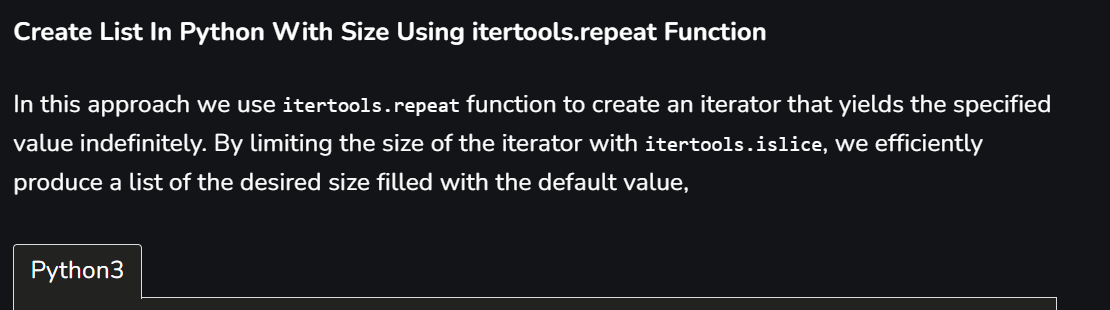 Create List In Python With Size Using itertools.repeat Function
In this approach we use itertools.repeat function to create an iterator that yields the specified
value indefinitely. By limiting the size of the iterator with itertools.islice, we efficiently
produce a list of the desired size filled with the default value,
Python3